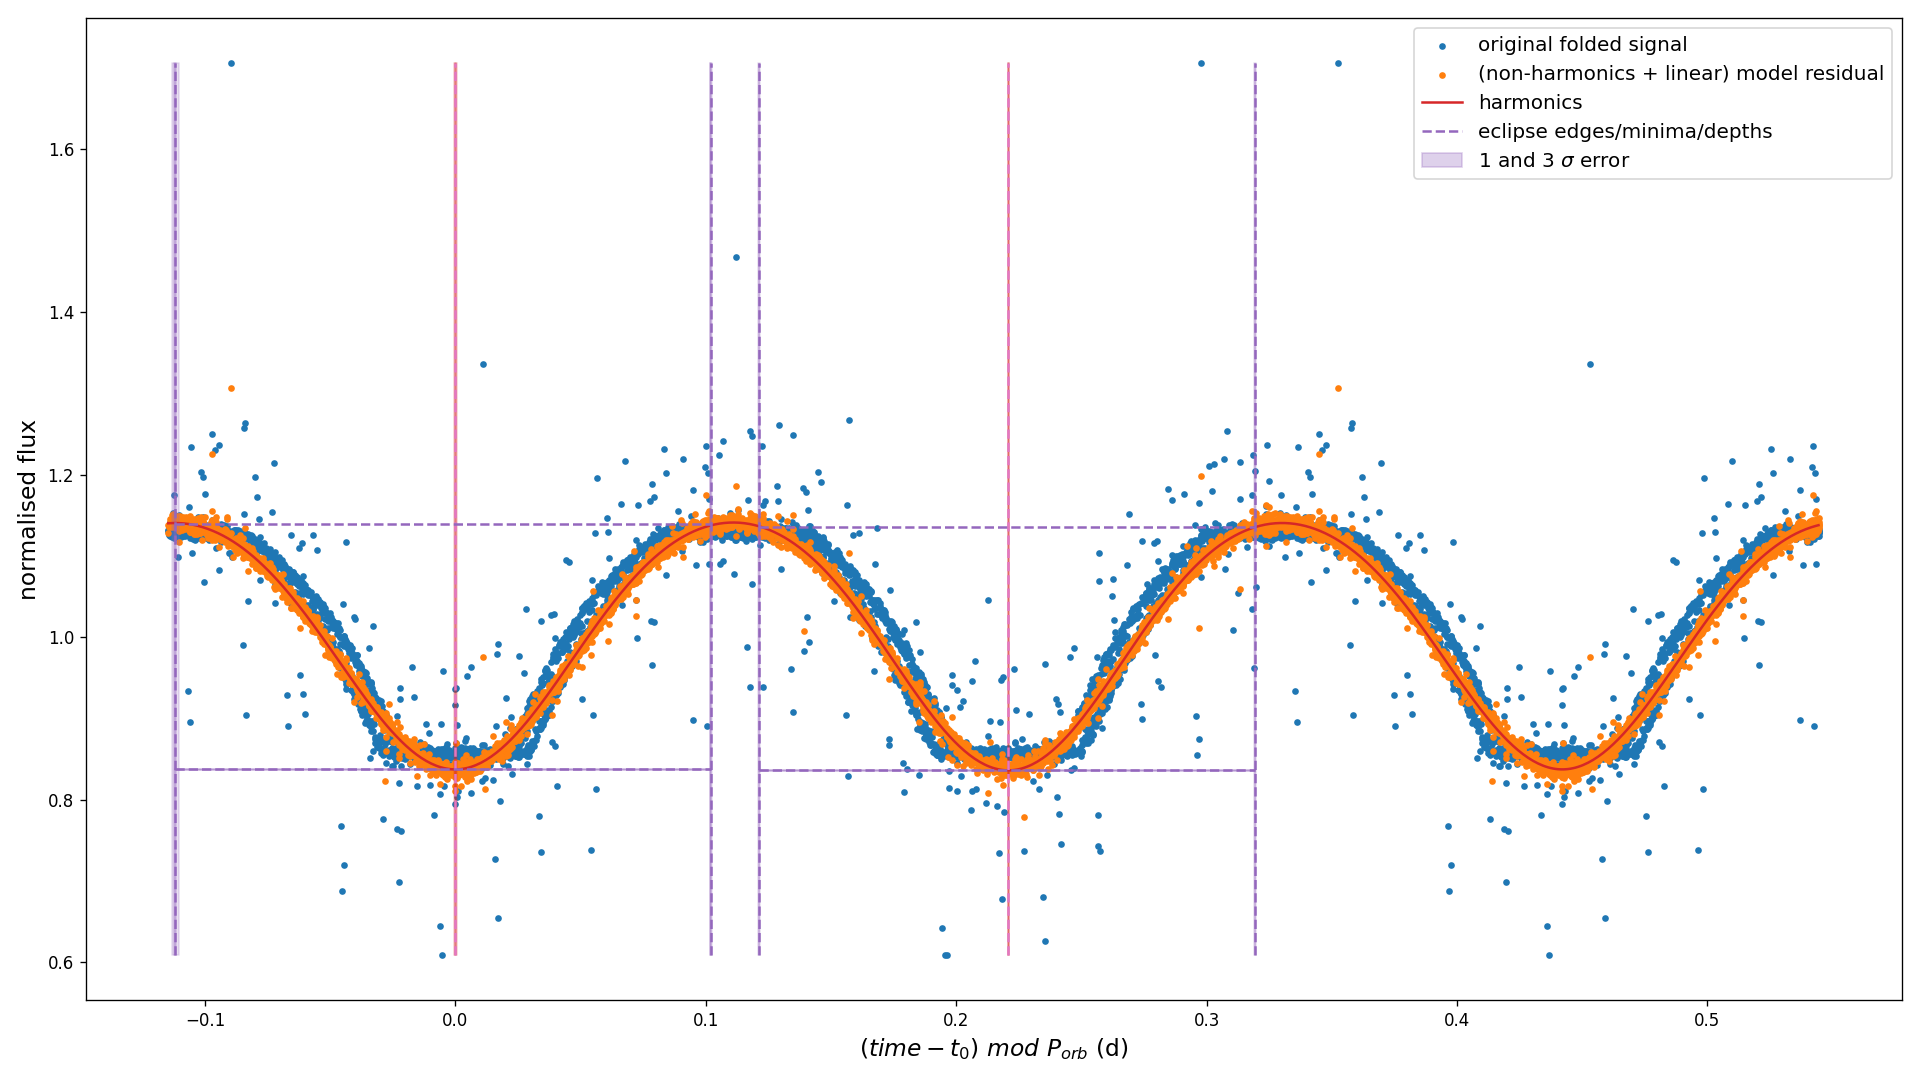 original folded signal
(non-harmonics + linear) model residual
harmonics
eclipse edges/minima/depths
1 and 3 σ error
normalised flux
1.6
1.4
1.2
1.0
0.8
0.6
−0.1
0.0
0.1
0.2
0.3
0.4
0.5
(time − t₀) mod P_orb (d)